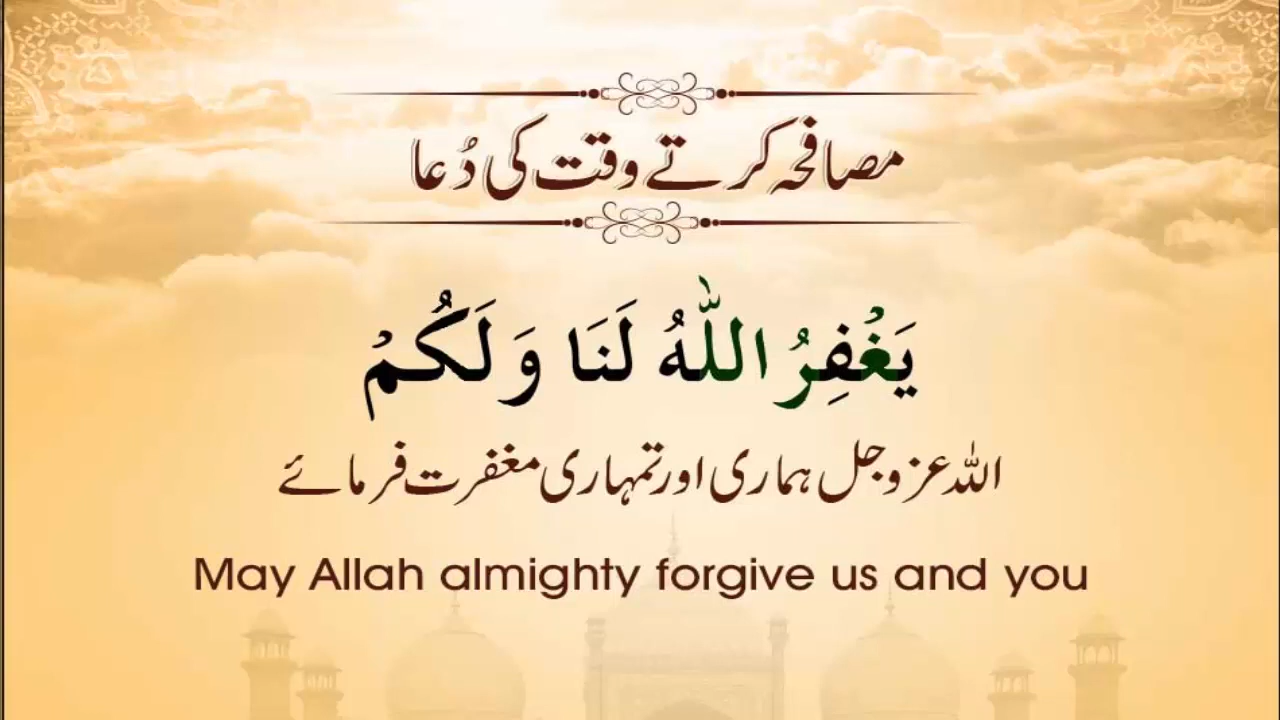 مصافحہ کرتے وقت کی دُعا
يَغْفِرُ اللّٰهُ لَنَا وَلَكُمْ
اللہ عزوجل ہماری اور تمہاری مغفرت فرمائے
May Allah almighty forgive us and you